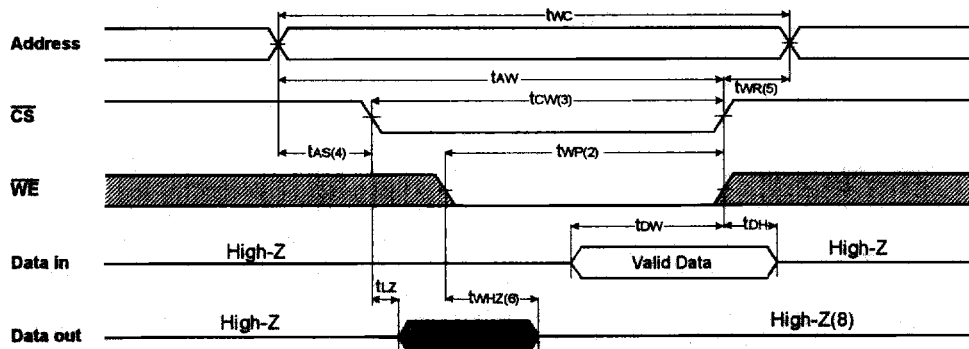 tWC
Address
tAW
tWR(5)
tCW(3)
CS
tAS(4)
tWP(2)
WE
tDW
tDH
High-Z
High-Z
Data in
Valid Data
tLZ
tWHZ(6)
High-Z
High-Z(8)
Data out